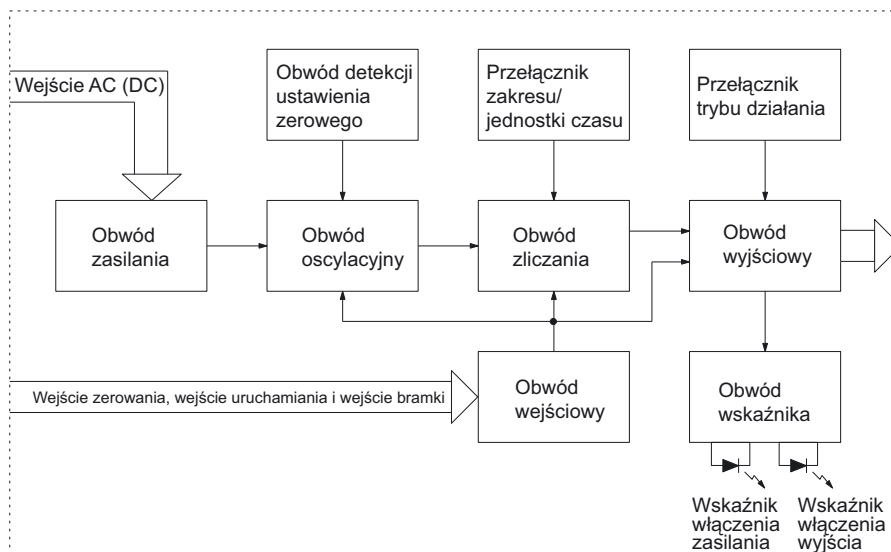 Wejście AC (DC)
Obwód detekcji
ustawienia
zerowego
Przełącznik
zakresu/
jednostki czasu
Przełącznik
trybu działania
Obwód
zasilania
Obwód
oscylacyjny
Obwód
zliczania
Obwód
wyjściowy
Wejście zerowania, wejście uruchamiania i wejście bramki
Obwód
wejściowy
Obwód
wskaźnika
Wskaźnik
włączenia
zasilania
Wskaźnik
włączenia
wyjścia